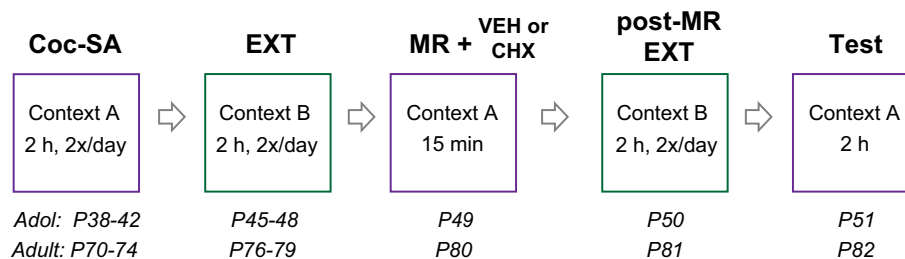 Coc-SA
EXT
MR + VEH or
CHX
post-MR
EXT
Test
Context A
2 h, 2x/day
Context B
2 h, 2x/day
Context A
15 min
Context B
2 h, 2x/day
Context A
2 h
Adol: P38-42
P45-48
P49
P50
P51
Adult: P70-74
P76-79
P80
P81
P82